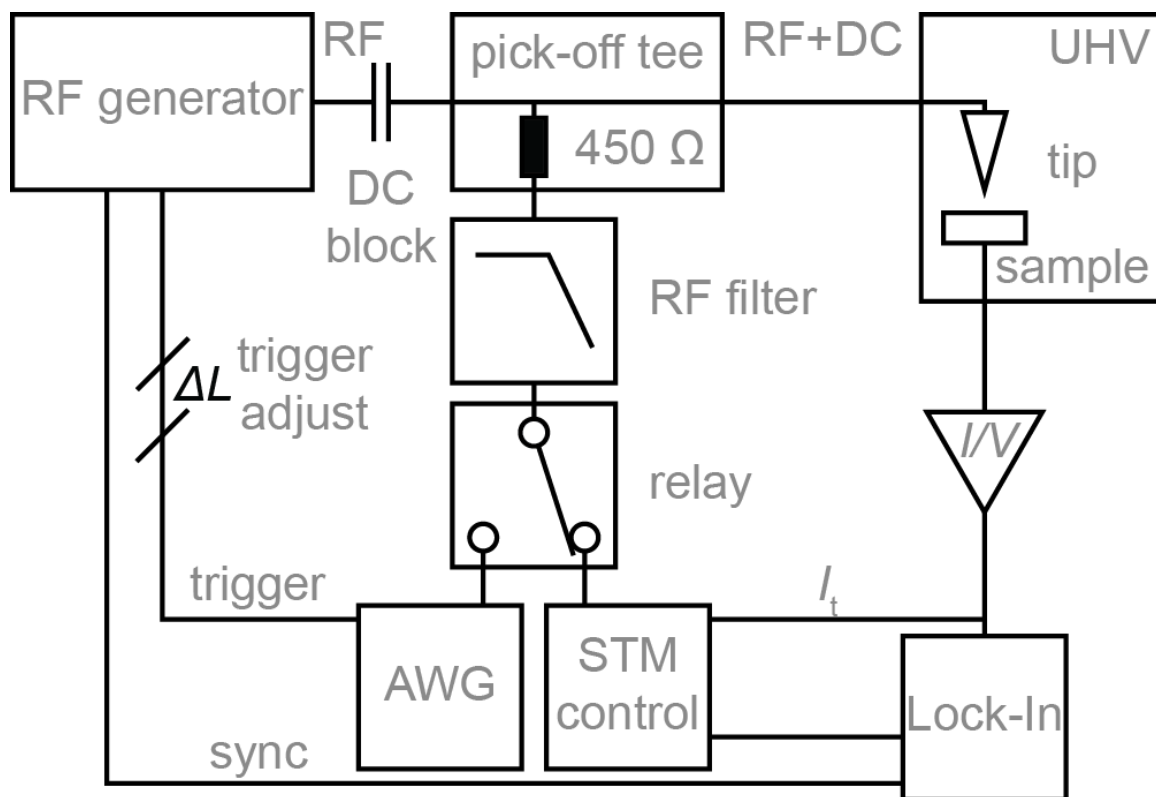 RF generator
RF
DC
block
pick-off tee
450 Ω
RF+DC
UHV
tip
sample
RF filter
ΔL
trigger
adjust
relay
I/V
trigger
AWG
STM
control
It
Lock-In
sync